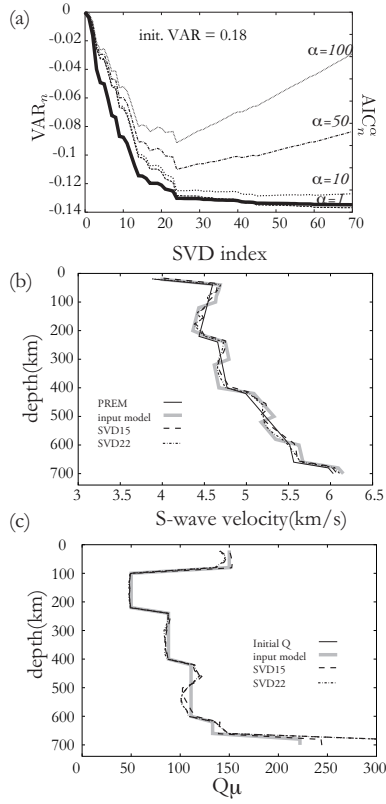 (a)
init. VAR = 0.18
α=100
α=50
α=10
α=1
VAR_n
AIC_n^α
0
-0.02
-0.04
-0.06
-0.08
-0.1
-0.12
-0.14
0 10 20 30 40 50 60 70
SVD index
(b)
depth(km)
0
100
200
300
400
500
600
700
PREM
input model
SVD15
SVD22
3 3.5 4 4.5 5 5.5 6 6.5
S-wave velocity(km/s)
(c)
depth(km)
0
100
200
300
400
500
600
700
Initial Q
input model
SVD15
SVD22
0 50 100 150 200 250 300
Qμ